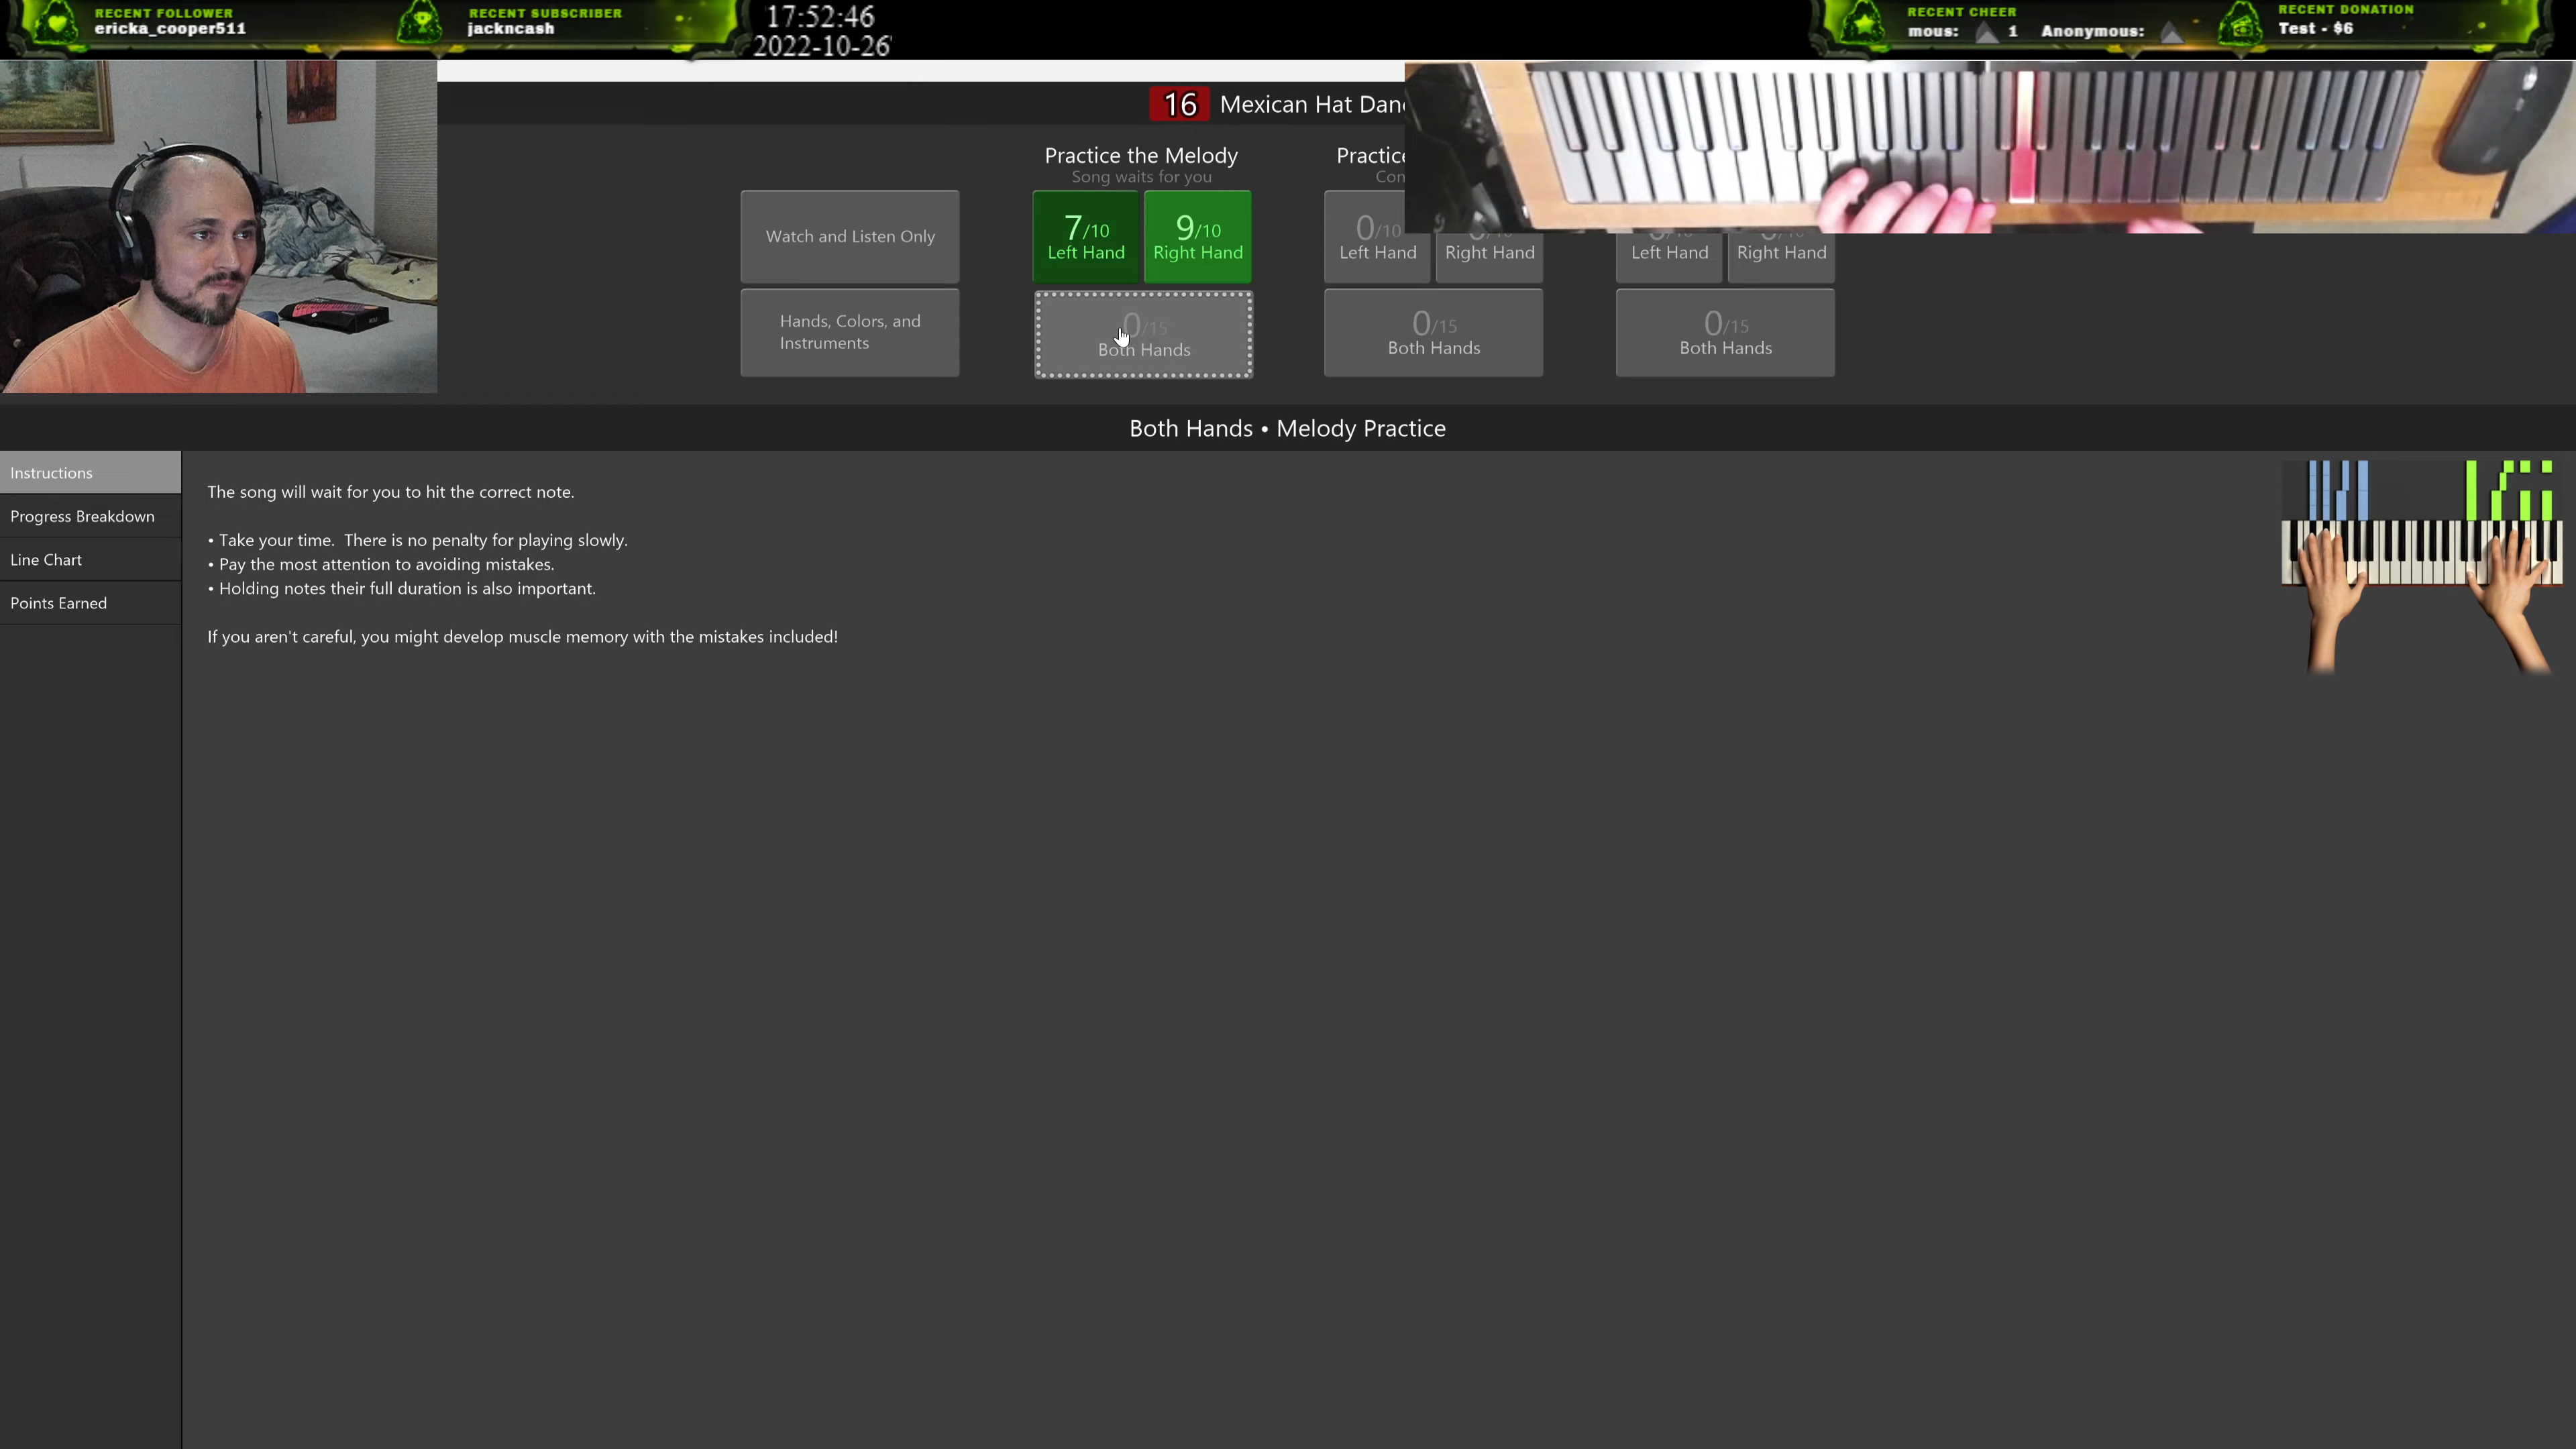 RECENT FOLLOWER
ericka_cooper511
RECENT SUBSCRIBER
jackncash
17:52:46
2022-10-26
RECENT CHEER
mous: 1 Anonymous:
RECENT DONATION
Test - $6
16 Mexican Hat Danc
Practice the Melody
Song waits for you
Practice
Con
Watch and Listen Only
7/10
Left Hand
9/10
Right Hand
0/10
Left Hand
Right Hand
Left Hand
Right Hand
Hands, Colors, and
Instruments
0/15
Both Hands
0/15
Both Hands
0/15
Both Hands
Both Hands • Melody Practice
Instructions
Progress Breakdown
Line Chart
Points Earned
The song will wait for you to hit the correct note.
• Take your time. There is no penalty for playing slowly.
• Pay the most attention to avoiding mistakes.
• Holding notes their full duration is also important.
If you aren't careful, you might develop muscle memory with the mistakes included!